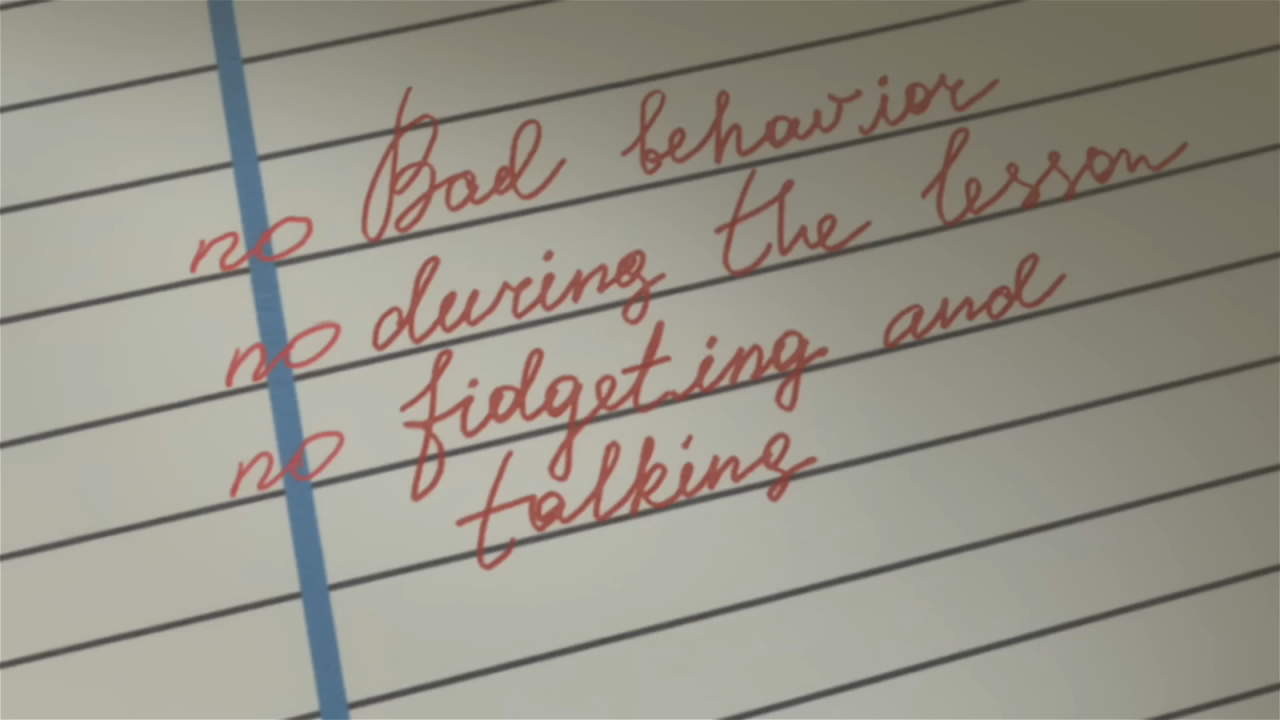 no Bad behavior
no during the lesson
no fidgeting and
talking